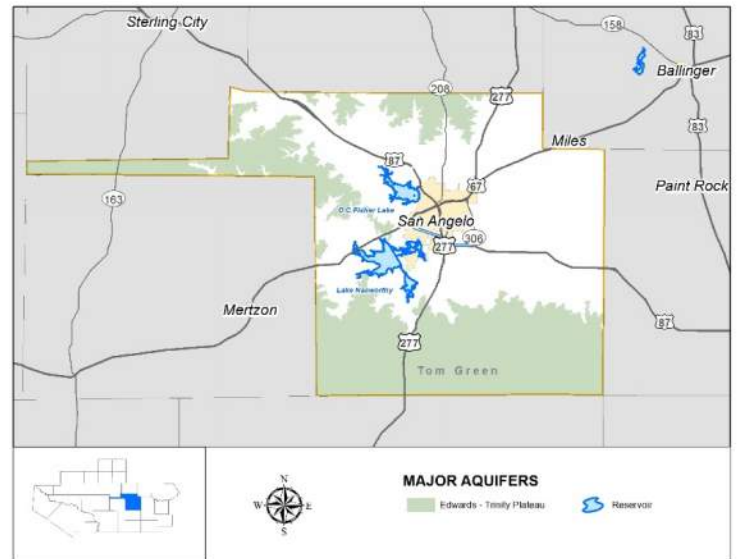 Sterling City
158
83
Ballinger
208
277
83
Miles
87
67
163
Paint Rock
O.C. Fisher Lake
San Angelo
306
277
Lake Nasworthy
Mertzon
87
277
Tom Green
N
W
E
S
MAJOR AQUIFERS
Edwards - Trinity Plateau
Reservoir